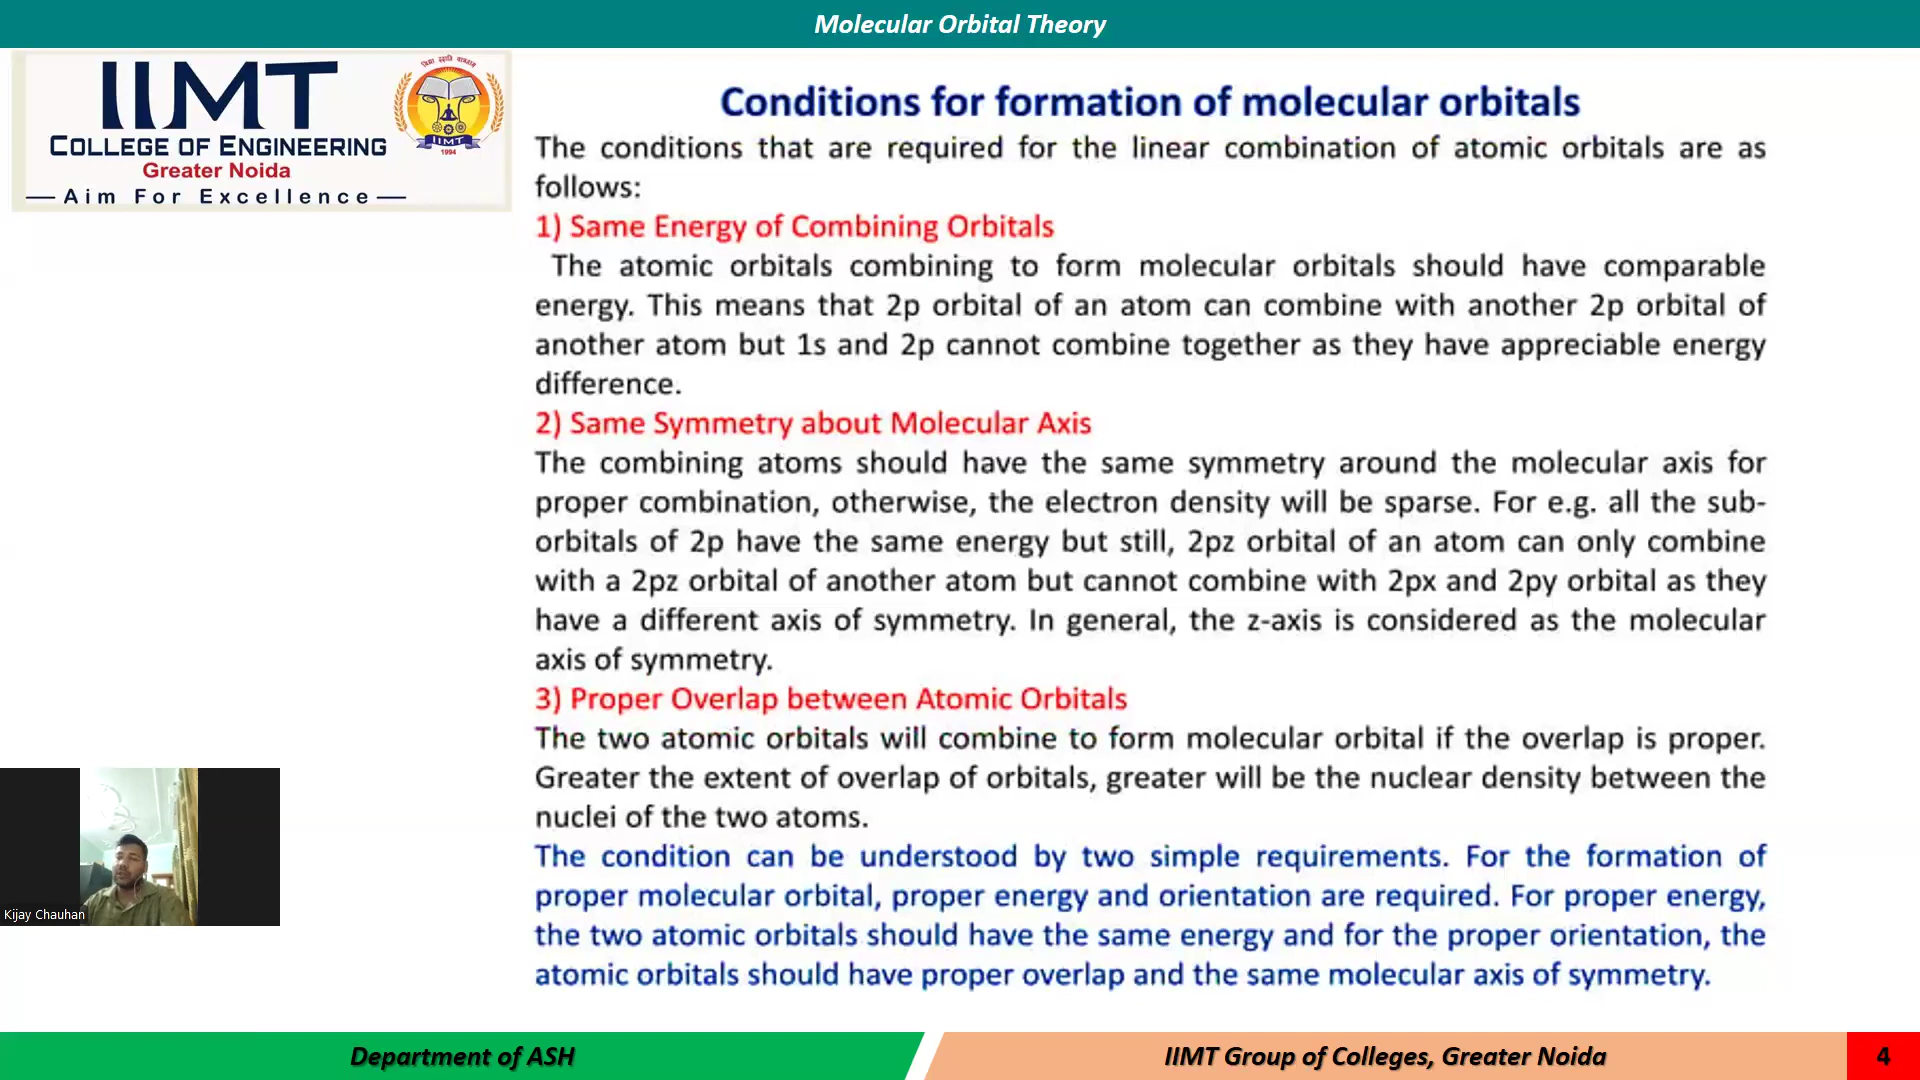 Molecular Orbital Theory
IIMT
COLLEGE OF ENGINEERING
Greater Noida
Aim For Excellence
IIMT
1994
Conditions for formation of molecular orbitals
The conditions that are required for the linear combination of atomic orbitals are as
follows:
1) Same Energy of Combining Orbitals
The atomic orbitals combining to form molecular orbitals should have comparable
energy. This means that 2p orbital of an atom can combine with another 2p orbital of
another atom but 1s and 2p cannot combine together as they have appreciable energy
difference.
2) Same Symmetry about Molecular Axis
The combining atoms should have the same symmetry around the molecular axis for
proper combination, otherwise, the electron density will be sparse. For e.g. all the sub-
orbitals of 2p have the same energy but still, 2pz orbital of an atom can only combine
with a 2pz orbital of another atom but cannot combine with 2px and 2py orbital as they
have a different axis of symmetry. In general, the z-axis is considered as the molecular
axis of symmetry.
3) Proper Overlap between Atomic Orbitals
The two atomic orbitals will combine to form molecular orbital if the overlap is proper.
Greater the extent of overlap of orbitals, greater will be the nuclear density between the
nuclei of the two atoms.
The condition can be understood by two simple requirements. For the formation of
proper molecular orbital, proper energy and orientation are required. For proper energy,
the two atomic orbitals should have the same energy and for the proper orientation, the
atomic orbitals should have proper overlap and the same molecular axis of symmetry.
Kijay Chauhan
Department of ASH
IIMT Group of Colleges, Greater Noida
4